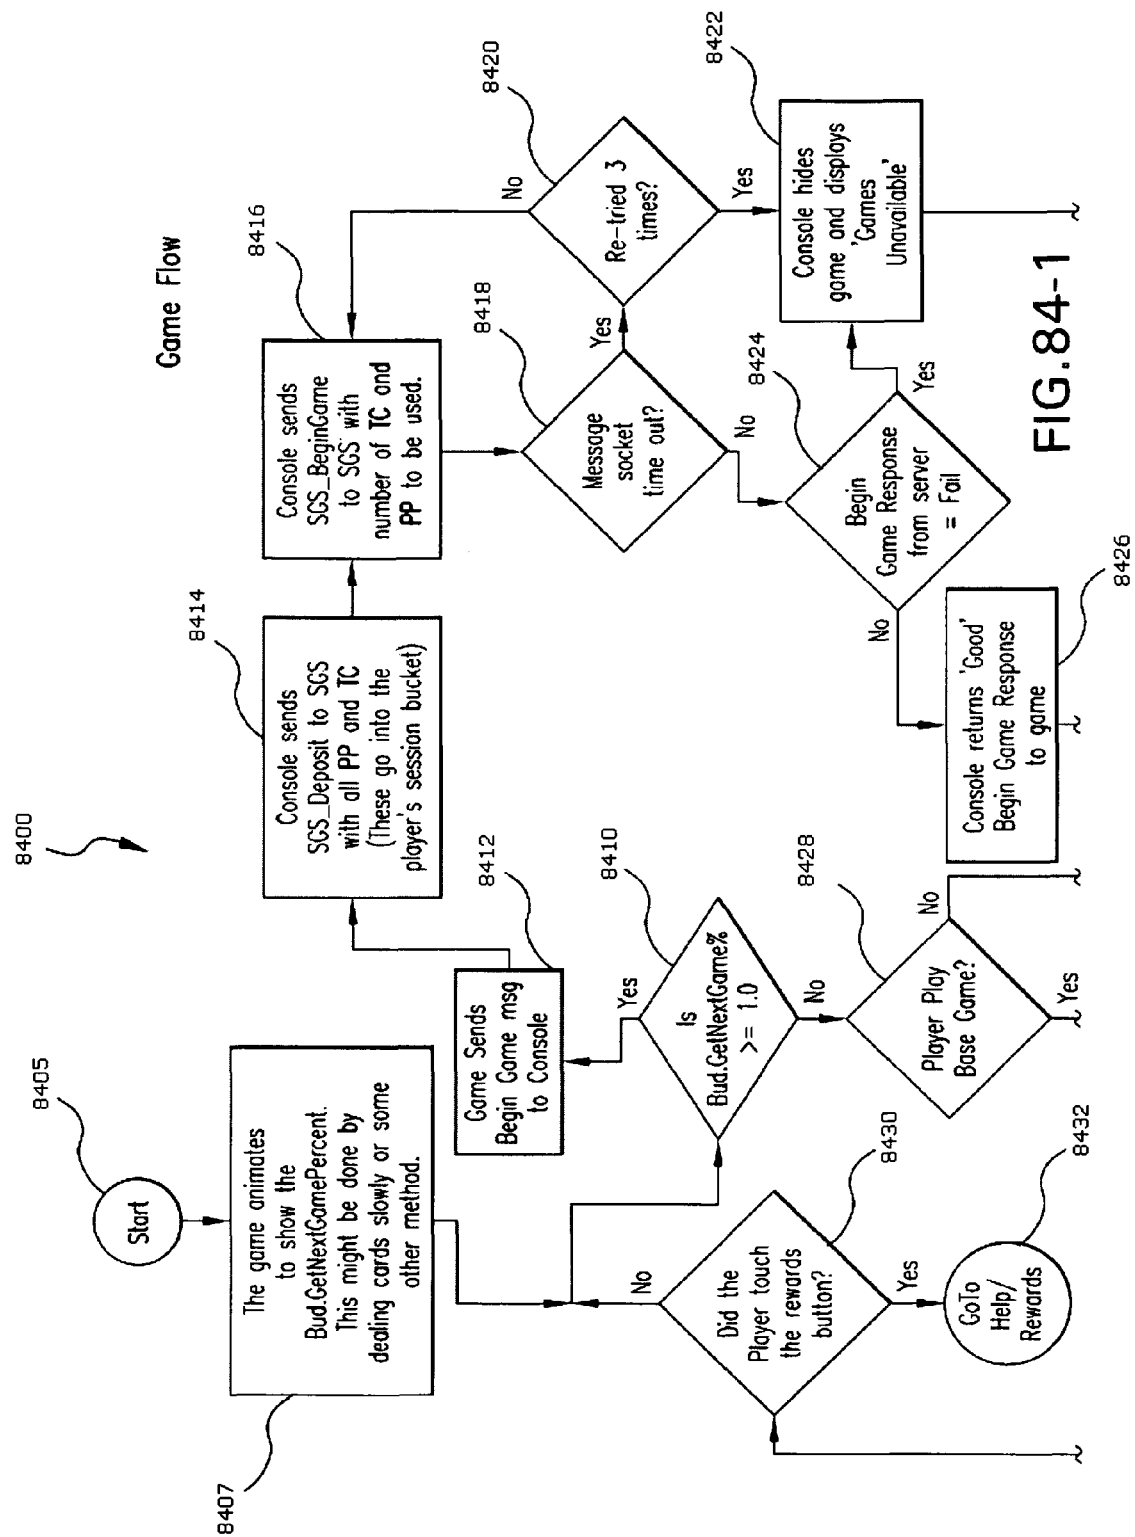 Game Flow
8400
8405
Start
8407
The game animates
to show the
Bud.GetNextGamePercent.
This might be done by
dealing cards slowly or some
other method.
8410
Is
Bud.GetNextGame%
>= 1.0
Yes
No
8412
Game Sends
Begin Game msg
to Console
8414
Console sends
SGS_Deposit to SGS
with all PP and TC
(These go into the
player's session bucket)
8416
Console sends
SGS_BeginGame
to SGS with
number of TC and
PP to be used.
8418
Message
socket
time out?
Yes
No
8420
Re-tried 3
times?
No
Yes
8422
Console hides
game and displays
'Games
Unavailable'
8424
Begin
Game Response
from server
= Fail
Yes
No
8426
Console returns 'Good'
Begin Game Response
to game
8428
Player Play
Base Game?
No
Yes
8430
Did the
Player touch
the rewards
button?
No
Yes
8432
GoTo
Help/
Rewards
FIG.84-1